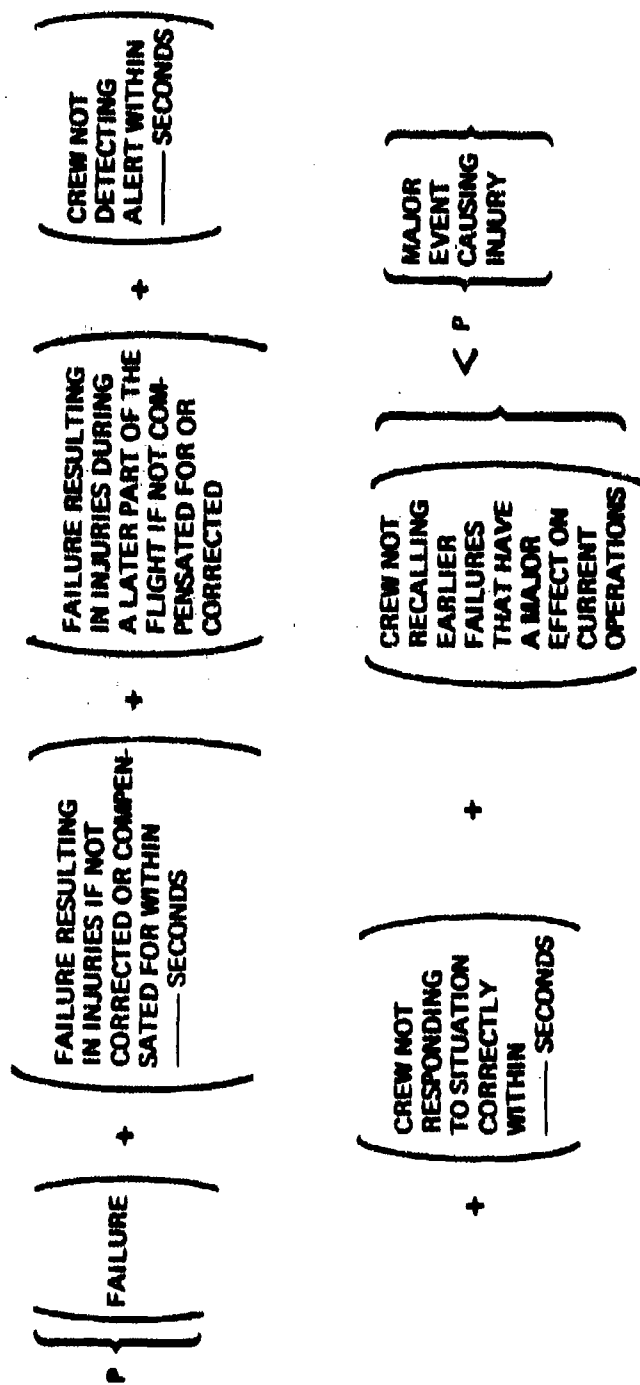 P { ( FAILURE ) + ( FAILURE RESULTING
IN INJURIES IF NOT
CORRECTED OR COMPEN-
SATED FOR WITHIN
—— SECONDS ) + ( FAILURE RESULTING
IN INJURIES DURING
A LATER PART OF THE
FLIGHT IF NOT COM-
PENSATED FOR OR
CORRECTED ) + ( CREW NOT
DETECTING
ALERT WITHIN
—— SECONDS )
+ ( CREW NOT
RESPONDING
TO SITUATION
CORRECTLY
WITHIN
—— SECONDS ) + ( CREW NOT
RECALLING
EARLIER
FAILURES
THAT HAVE
A MAJOR
EFFECT ON
CURRENT
OPERATIONS ) } < P { MAJOR
EVENT
CAUSING
INJURY }